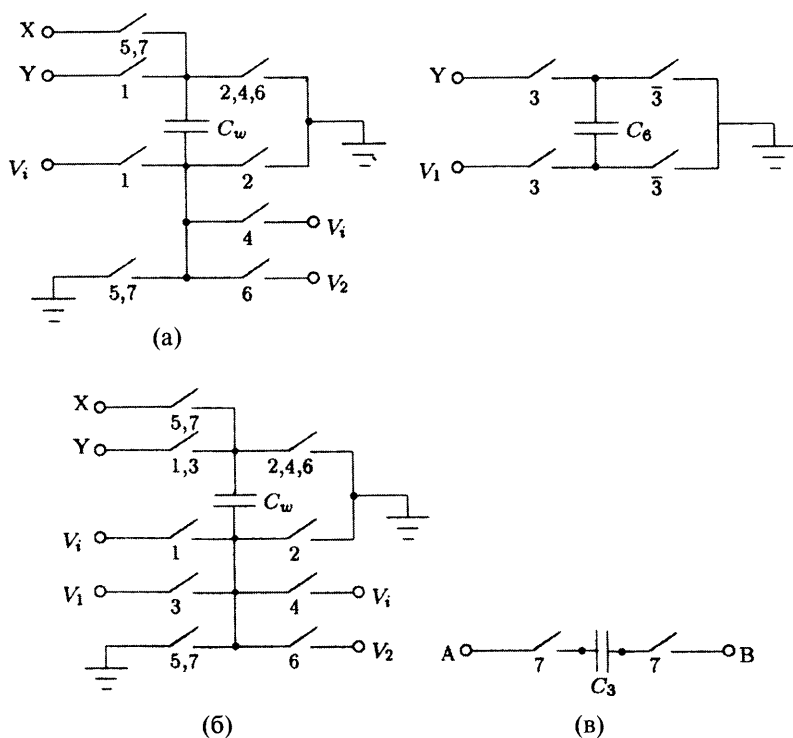 X
5,7
Y
1
2,4,6
C_w
V_i
1
2
4
V_i
5,7
6
V_2
(а)
Y
3
3̅
C_6
V_1
3
3̅
X
5,7
Y
1,3
2,4,6
C_w
V_i
1
2
V_1
3
4
V_i
5,7
6
V_2
(б)
A
7
C_3
7
B
(в)